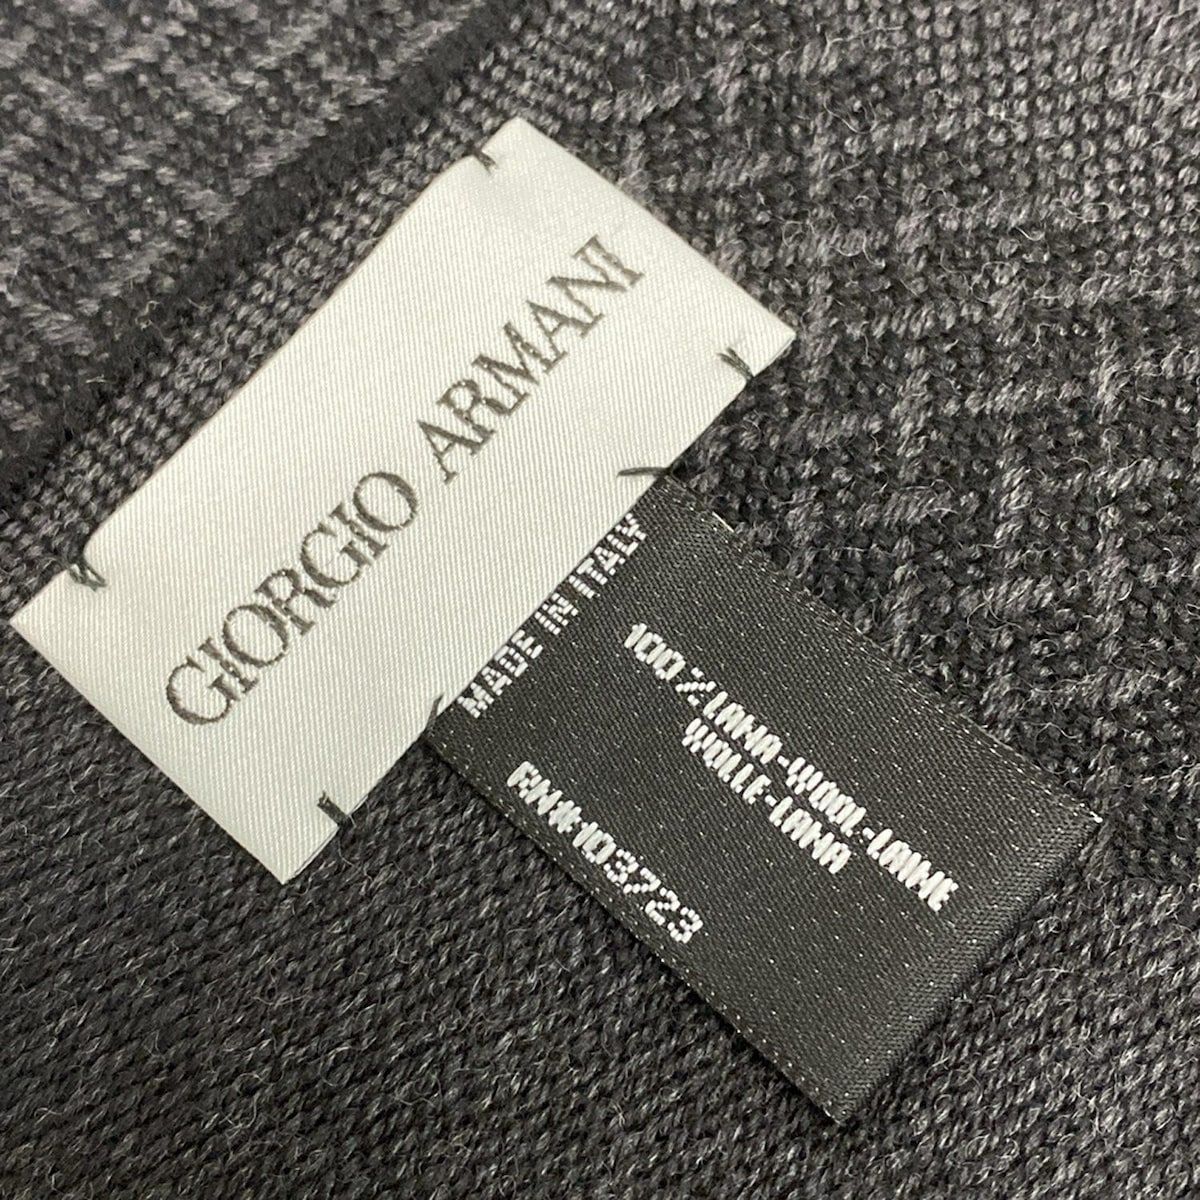 GIORGIO ARMANI
MADE IN ITALY
100%LANA-WOOL-LAINE
WOLLE-LANA
RN#103723